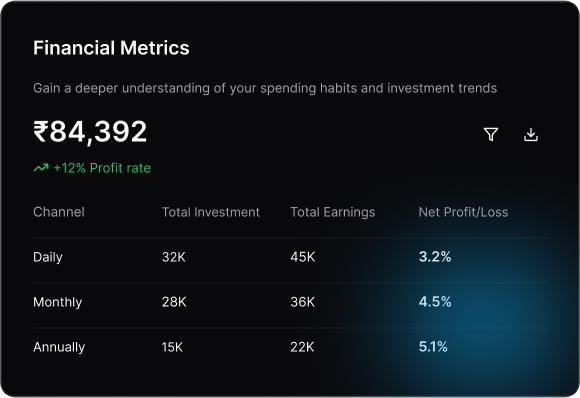 Financial Metrics
Gain a deeper understanding of your spending habits and investment trends
₹84,392
+12% Profit rate
Channel Total Investment Total Earnings Net Profit/Loss
Daily 32K 45K 3.2%
Monthly 28K 36K 4.5%
Annually 15K 22K 5.1%